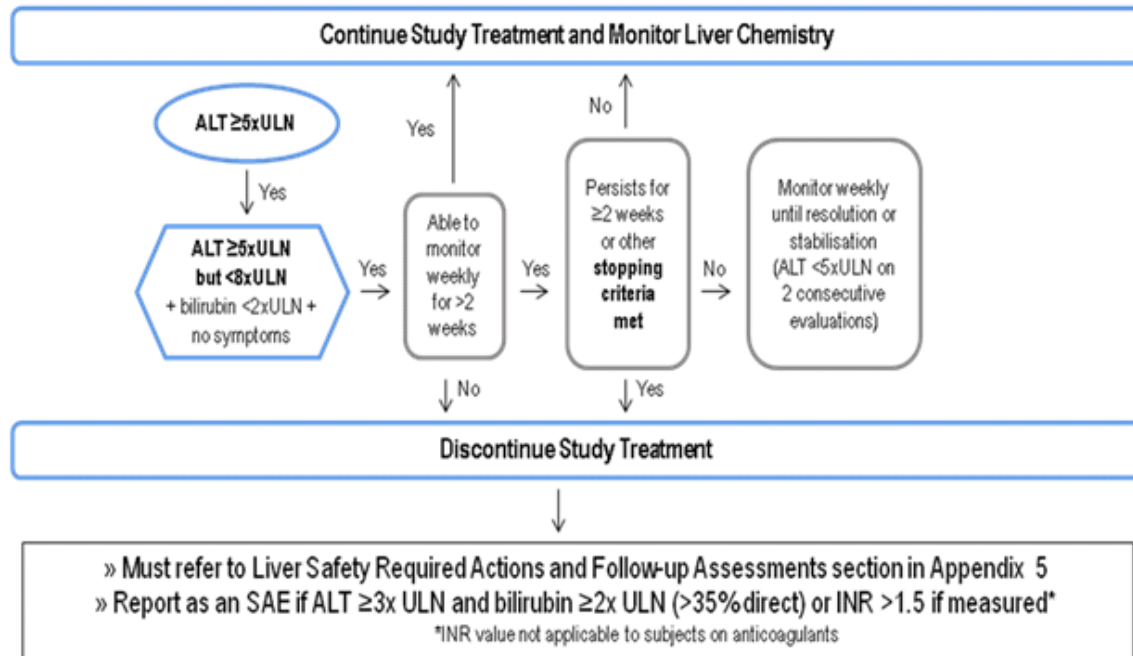 Continue Study Treatment and Monitor Liver Chemistry
ALT ≥5xULN
Yes
ALT ≥5xULN
but <8xULN
+ bilirubin <2xULN +
no symptoms
Yes
Yes
Able to
monitor
weekly
for >2
weeks
Yes
No
No
Persists for
≥2 weeks
or other
stopping
criteria
met
No
Yes
Monitor weekly
until resolution or
stabilisation
(ALT <5xULN on
2 consecutive
evaluations)
Discontinue Study Treatment
» Must refer to Liver Safety Required Actions and Follow-up Assessments section in Appendix 5
» Report as an SAE if ALT ≥3x ULN and bilirubin ≥2x ULN (>35% direct) or INR >1.5 if measured*
*INR value not applicable to subjects on anticoagulants